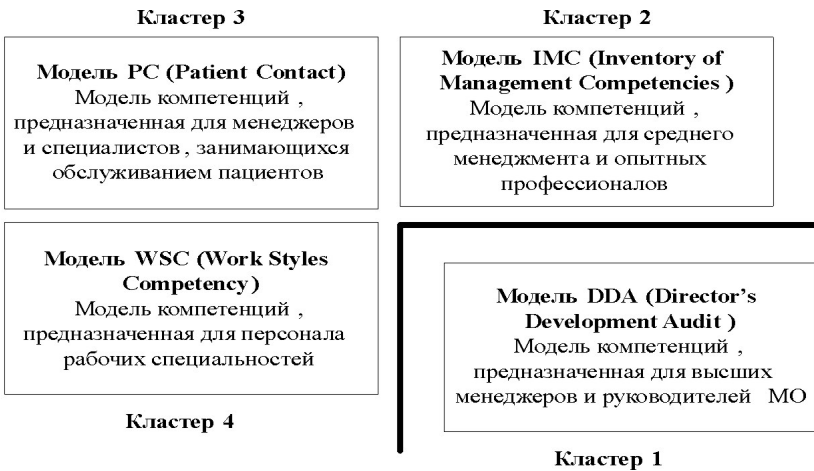 Кластер 3
Модель PC (Patient Contact)
Модель компетенций ,
предназначенная для менеджеров
и специалистов , занимающихся
обслуживанием пациентов
Кластер 2
Модель IMC (Inventory of
Management Competencies )
Модель компетенций ,
предназначенная для среднего
менеджмента и опытных
профессионалов
Модель WSC (Work Styles
Competency )
Модель компетенций ,
предназначенная для персонала
рабочих специальностей
Кластер 4
Модель DDA (Director’s
Development Audit )
Модель компетенций ,
предназначенная для высших
менеджеров и руководителей МО
Кластер 1